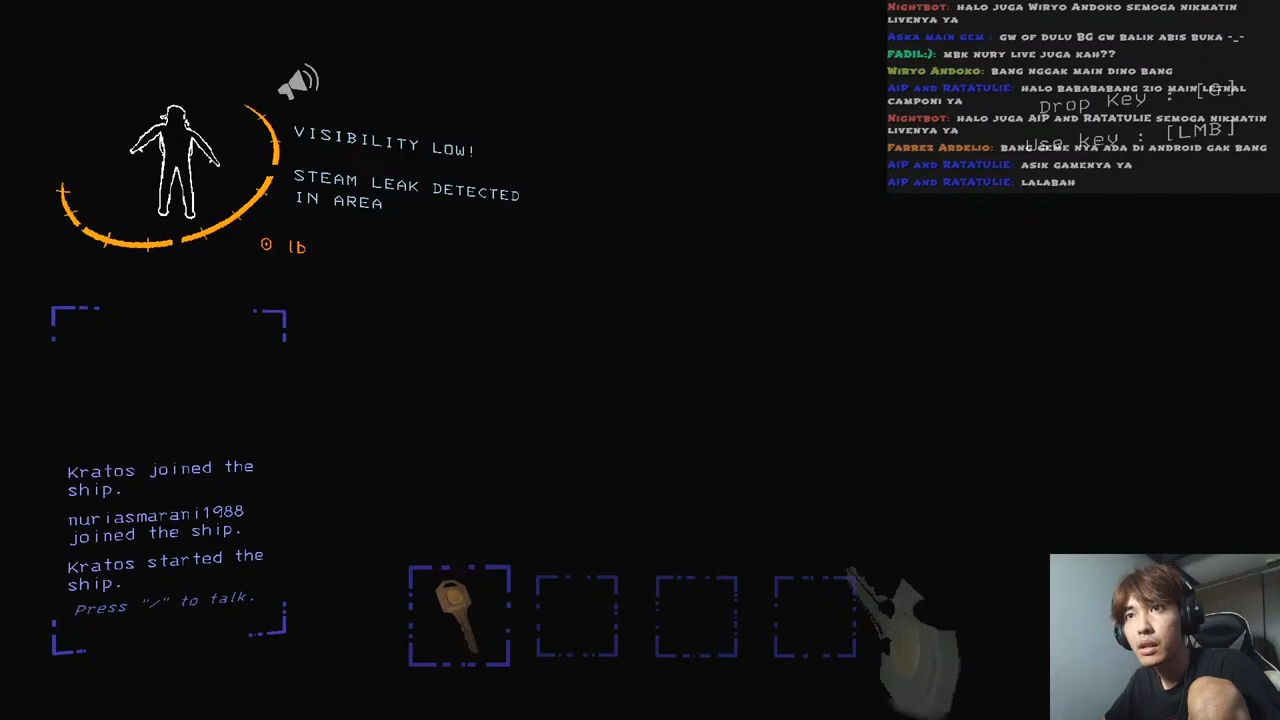 NIGHTBOT: HALO JUGA WIRYO ANDOKO SEMOGA NIKMATIN
LIVENYA YA
ASKA MAIN GEM : GW OF DULU BG GW BALIK ABIS BUKA -_-
FADIL:): MBK NURY LIVE JUGA KAH??
WIRYO ANDOKO: BANG NGGAK MAIN DINO BANG
AIP AND RATATULIE: HALO BABABABANG ZIO MAIN LETNAL
CAMPONI YA
Drop Key : [G]
NIGHTBOT: HALO JUGA AIP AND RATATULIE SEMOGA NIKMATIN
LIVENYA YA
Use key : [LMB]
FARREZ ARDELIO: BANG GEME NYA ADA DI ANDROID GAK BANG
AIP AND RATATULIE: ASIK GAMENYA YA
AIP AND RATATULIE: LALABAH
VISIBILITY LOW!
STEAM LEAK DETECTED
IN AREA
0 lb
Kratos joined the
ship.
nuriasmarani1988
joined the ship.
Kratos started the
ship.
Press "/" to talk.